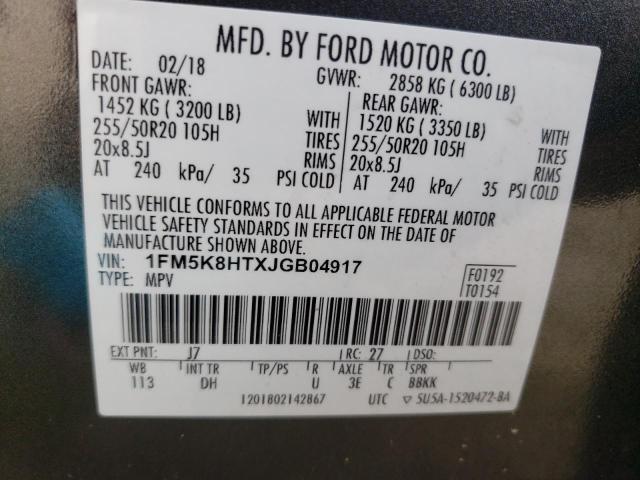 MFD. BY FORD MOTOR CO.
DATE: 02/18 GVWR: 2858 KG ( 6300 LB)
FRONT GAWR: REAR GAWR:
1452 KG ( 3200 LB) WITH 1520 KG ( 3350 LB) WITH
255/50R20 105H TIRES 255/50R20 105H TIRES
20x8.5J RIMS 20x8.5J RIMS
AT 240 kPa/ 35 PSI COLD AT 240 kPa/ 35 PSI COLD
THIS VEHICLE CONFORMS TO ALL APPLICABLE FEDERAL MOTOR
VEHICLE SAFETY STANDARDS IN EFFECT ON THE DATE OF
MANUFACTURE SHOWN ABOVE.
VIN: 1FM5K8HTXJGB04917 F0192
TYPE: MPV T0154
EXT PNT: J7 RC: 27 DSO:
WB INT TR TP/PS R AXLE TR SPR
113 DH U 3E C BBKK
1201802142867 UTC ▽ 5U5A-1520472-BA